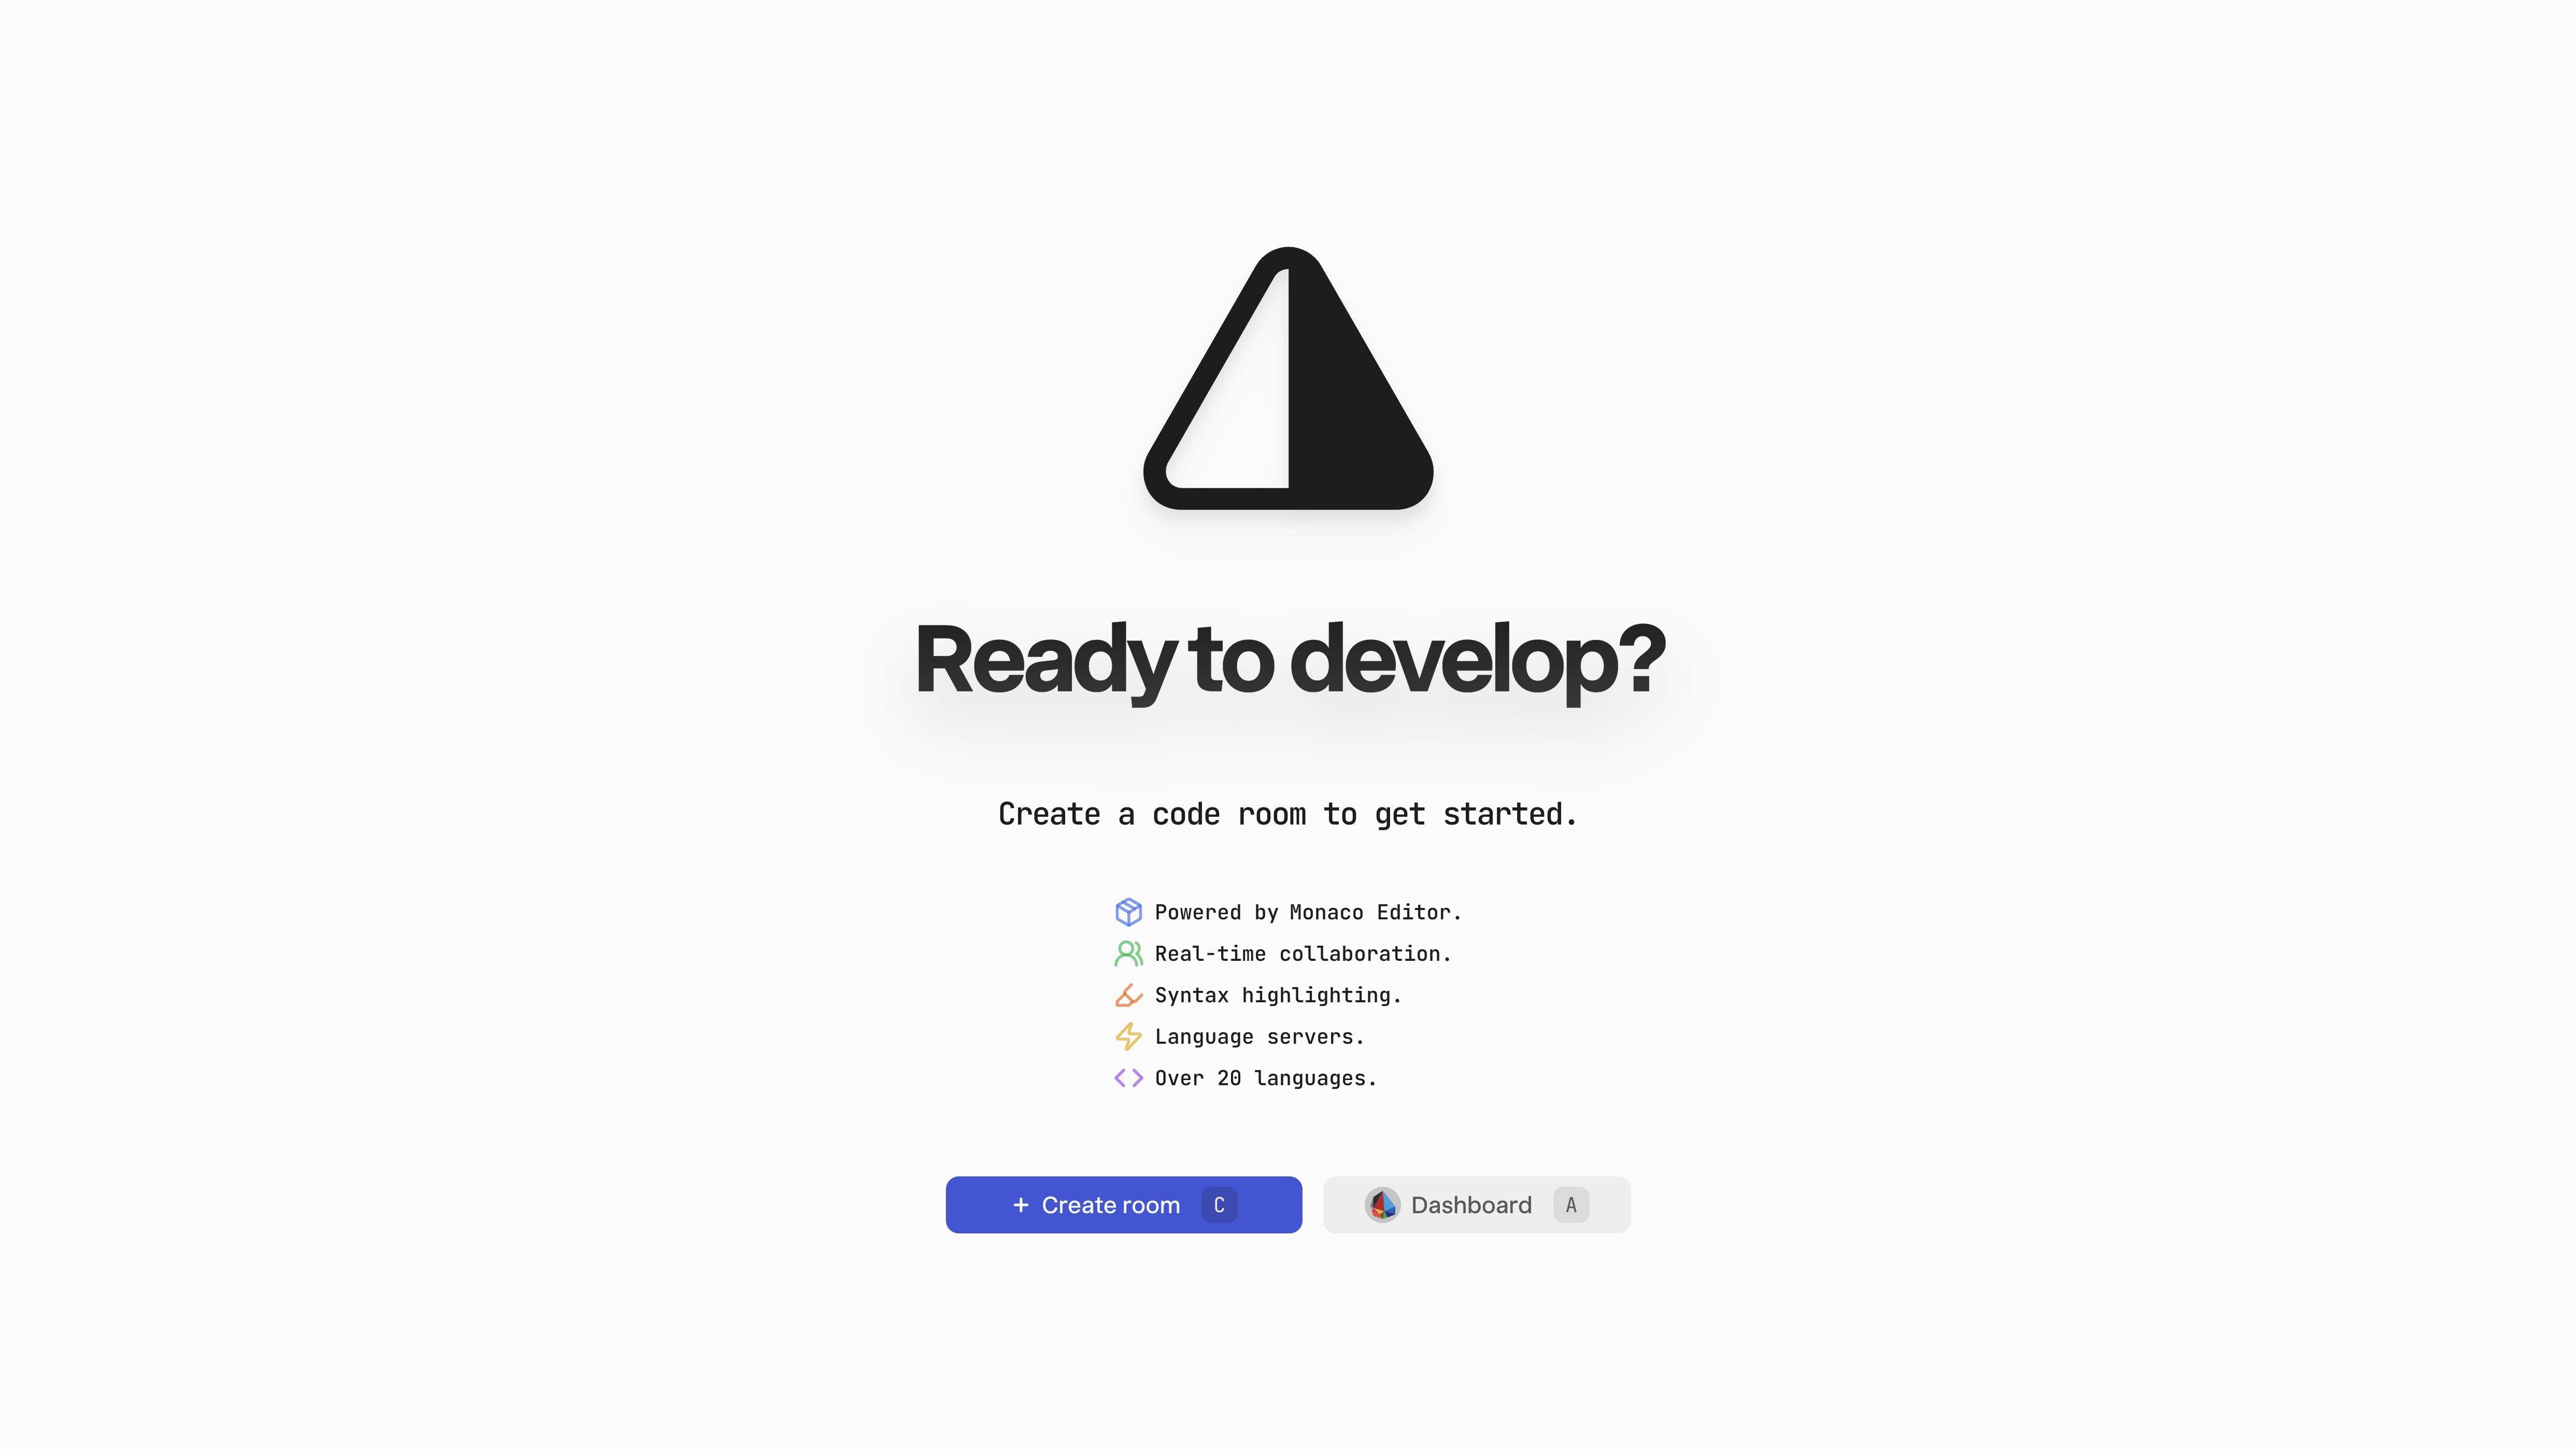 Ready to develop?
Create a code room to get started.
Powered by Monaco Editor.
Real-time collaboration.
Syntax highlighting.
Language servers.
Over 20 languages.
+ Create room C
Dashboard A